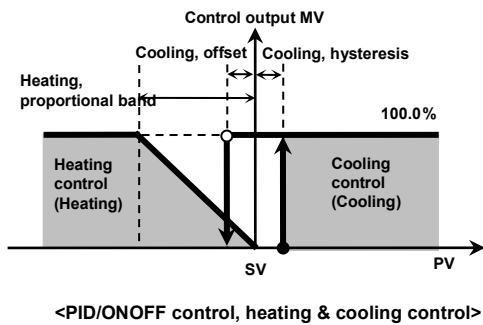 Control output MV
Cooling, offset
Cooling, hysteresis
Heating,
proportional band
100.0%
Heating
control
(Heating)
Cooling
control
(Cooling)
SV
PV
<PID/ONOFF control, heating & cooling control>